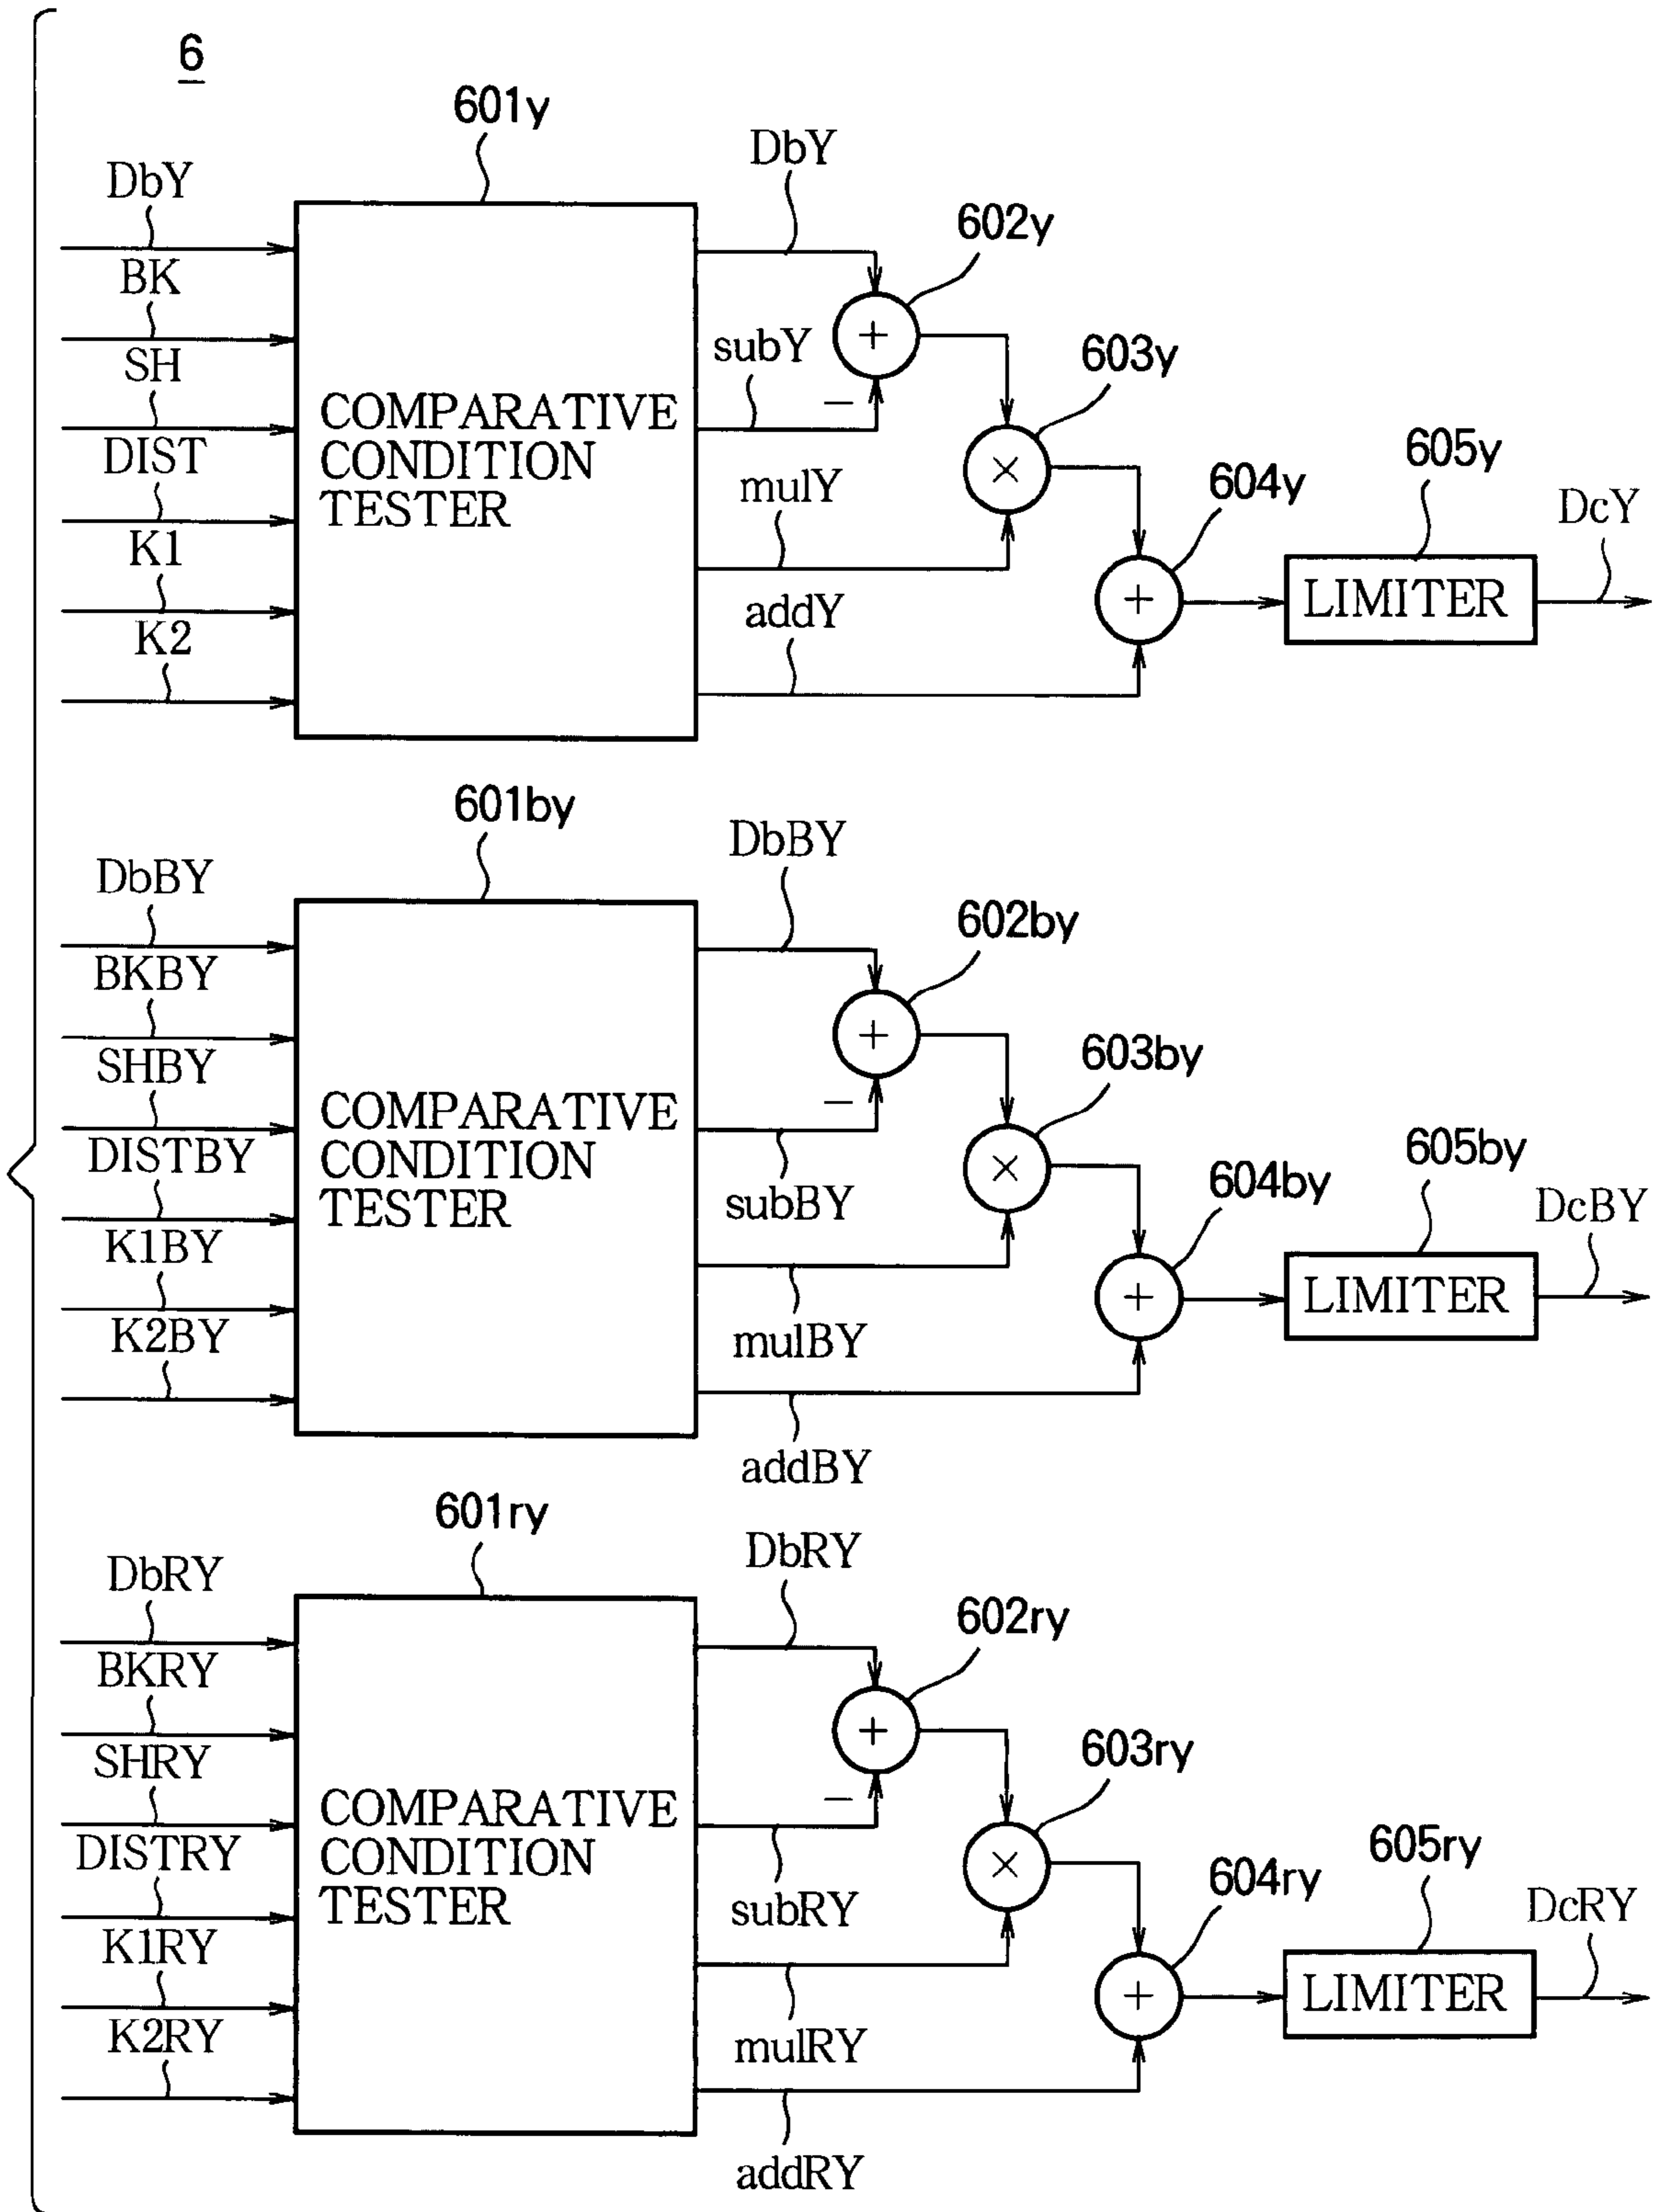 6
601y
DbY
BK
SH
DIST
K1
K2
COMPARATIVE
CONDITION
TESTER
DbY
602y
+
subY
−
603y
×
mulY
604y
+
addY
605y
LIMITER
DcY
601by
DbBY
BKBY
SHBY
DISTBY
K1BY
K2BY
COMPARATIVE
CONDITION
TESTER
DbBY
602by
+
−
subBY
603by
×
mulBY
604by
+
addBY
605by
LIMITER
DcBY
601ry
DbRY
BKRY
SHRY
DISTRY
K1RY
K2RY
COMPARATIVE
CONDITION
TESTER
DbRY
602ry
+
−
subRY
603ry
×
mulRY
604ry
+
addRY
605ry
LIMITER
DcRY